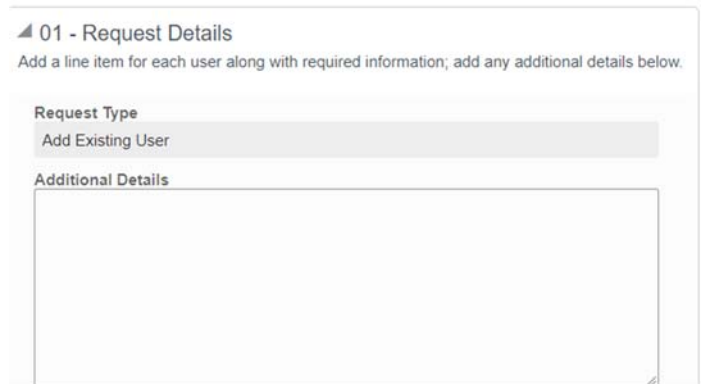 01 - Request Details
Add a line item for each user along with required information; add any additional details below.
Request Type
Add Existing User
Additional Details